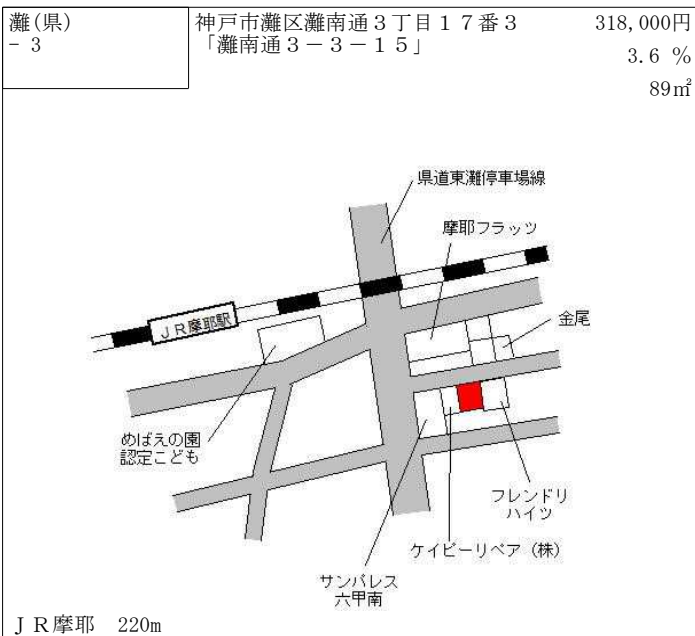 灘(県)
- 3
神戸市灘区灘南通３丁目１７番３
「灘南通３－３－１５」
318,000円
3.6 %
89㎡
県道東灘停車場線
摩耶フラッツ
ＪＲ摩耶駅
金尾
めばえの園
認定こども
フレンドリ
ハイツ
ケイビーリペア（株）
サンパレス
六甲南
ＪＲ摩耶 220m